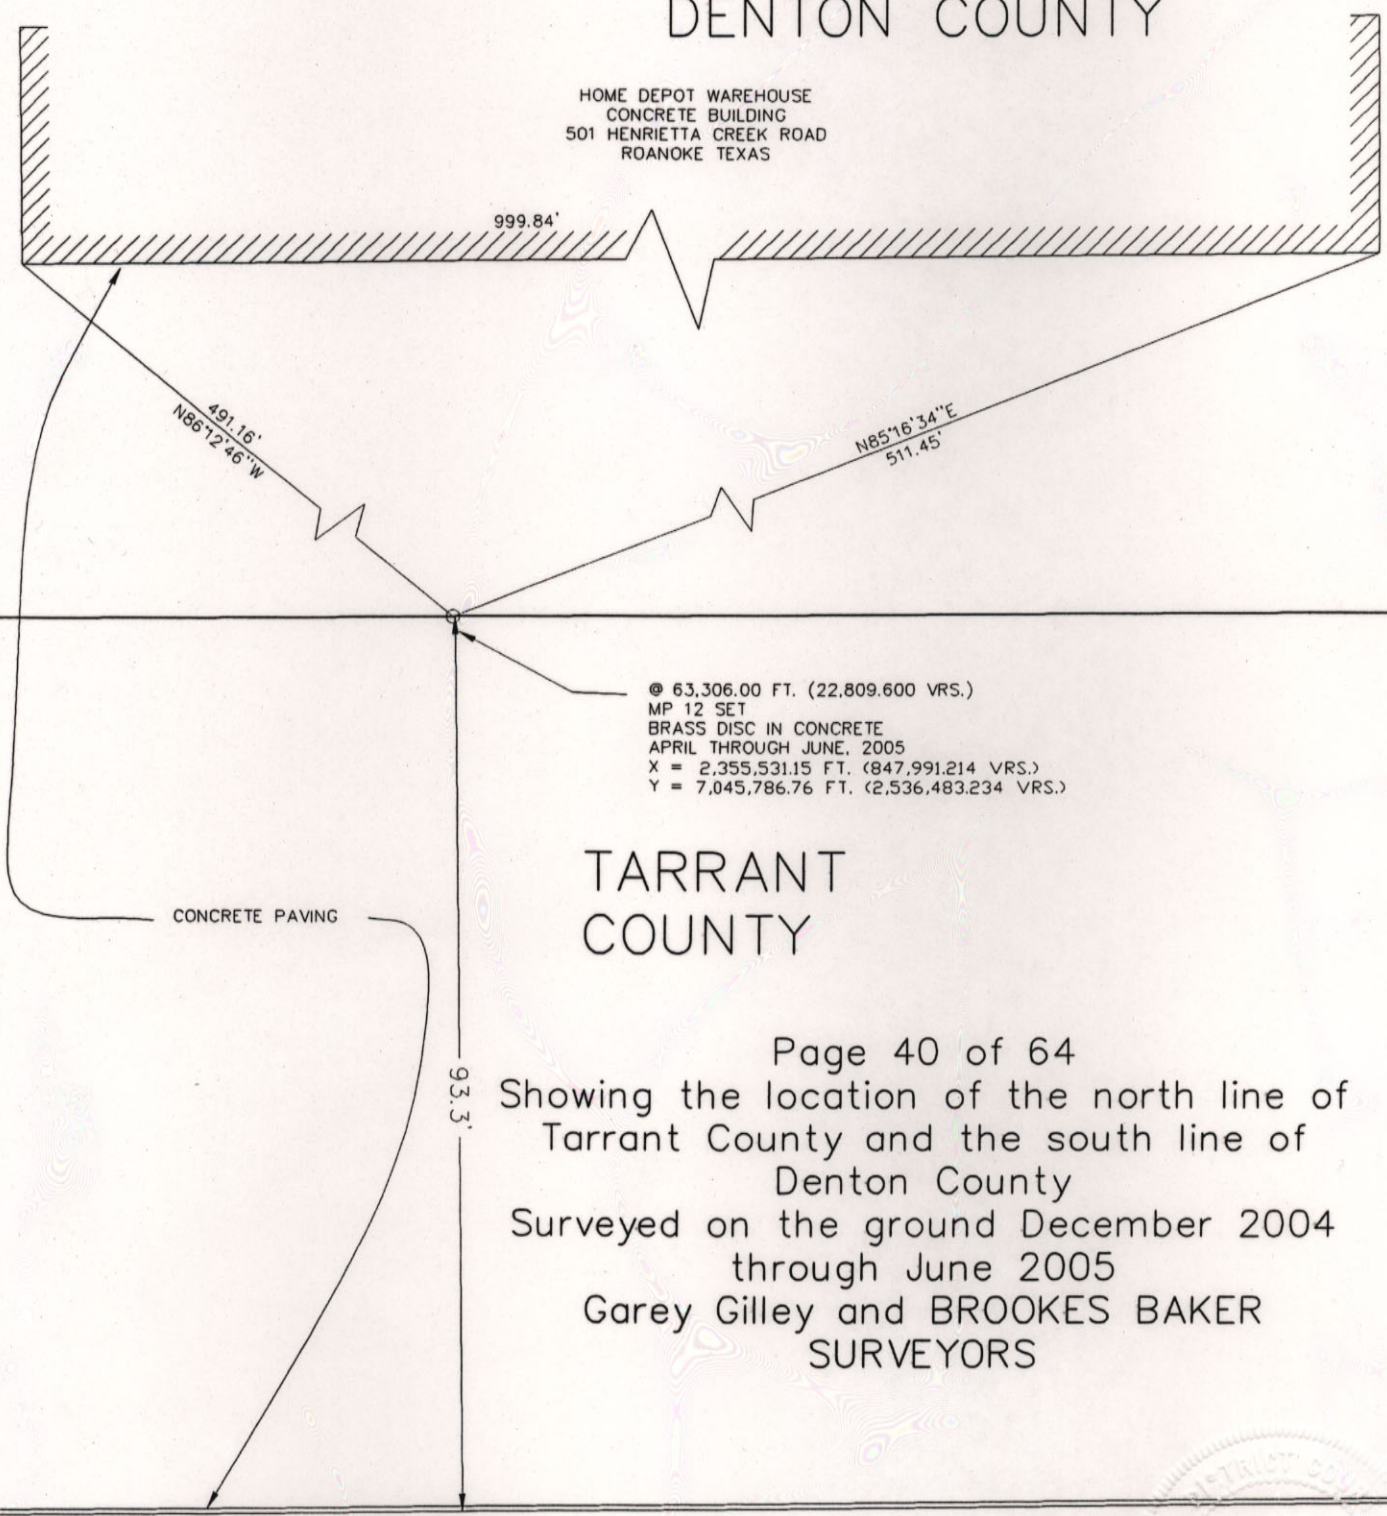 DENTON COUNTY
HOME DEPOT WAREHOUSE
CONCRETE BUILDING
501 HENRIETTA CREEK ROAD
ROANOKE TEXAS
999.84'
491.16'
N86°12'46"W
N85°16'34"E
511.45'
@ 63,306.00 FT. (22,809.600 VRS.)
MP 12 SET
BRASS DISC IN CONCRETE
APRIL THROUGH JUNE, 2005
X = 2,355,531.15 FT. (847,991.214 VRS.)
Y = 7,045,786.76 FT. (2,536,483.234 VRS.)
TARRANT
COUNTY
CONCRETE PAVING
93.3'
Page 40 of 64
Showing the location of the north line of
Tarrant County and the south line of
Denton County
Surveyed on the ground December 2004
through June 2005
Garey Gilley and BROOKES BAKER
SURVEYORS
DISTRICT